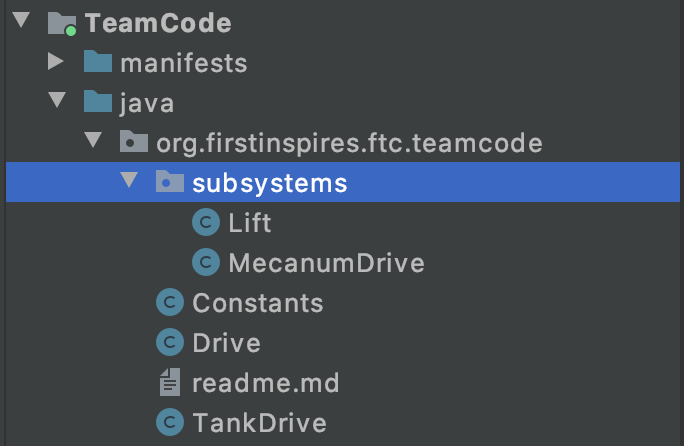 TeamCode
manifests
java
org.firstinspires.ftc.teamcode
subsystems
C Lift
C MecanumDrive
C Constants
C Drive
readme.md
C TankDrive